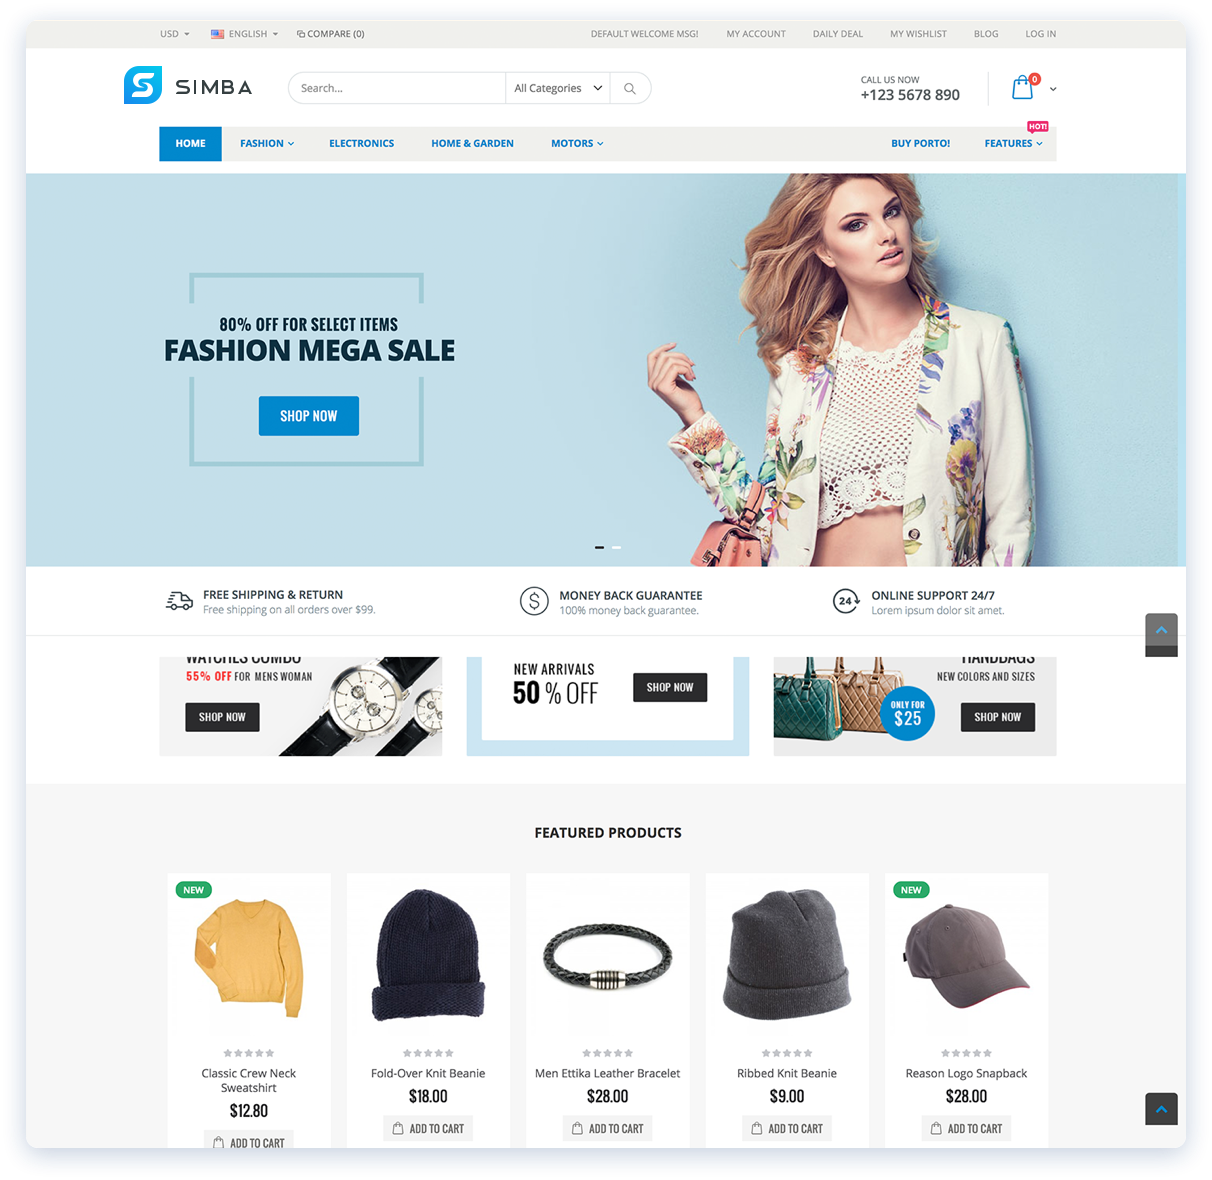 USD ENGLISH COMPARE (0) DEFAULT WELCOME MSG! MY ACCOUNT DAILY DEAL MY WISHLIST BLOG LOG IN
S SIMBA Search... All Categories
CALL US NOW
+123 5678 890
0
HOT!
HOME FASHION ELECTRONICS HOME & GARDEN MOTORS BUY PORTO! FEATURES
80% OFF FOR SELECT ITEMS
FASHION MEGA SALE
SHOP NOW
FREE SHIPPING & RETURN
Free shipping on all orders over $99.
$
MONEY BACK GUARANTEE
100% money back guarantee.
24
ONLINE SUPPORT 24/7
Lorem ipsum dolor sit amet.
WATCHES COMBO
55% OFF FOR MENS WOMAN
SHOP NOW
NEW ARRIVALS
50 % OFF
SHOP NOW
HANDBAGS
NEW COLORS AND SIZES
ONLY FOR
$25
SHOP NOW
FEATURED PRODUCTS
NEW
Classic Crew Neck
Sweatshirt
$12.80
ADD TO CART
Fold-Over Knit Beanie
$18.00
ADD TO CART
Men Ettika Leather Bracelet
$28.00
ADD TO CART
Ribbed Knit Beanie
$9.00
ADD TO CART
NEW
Reason Logo Snapback
$28.00
ADD TO CART